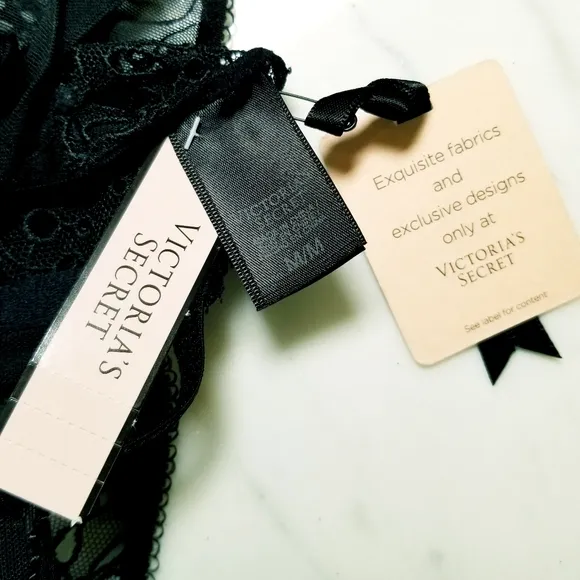 VICTORIA'S
SECRET
VICTORIA'S
SECRET
M/M
Exquisite fabrics
and
exclusive designs
only at
VICTORIA'S
SECRET
See label for content